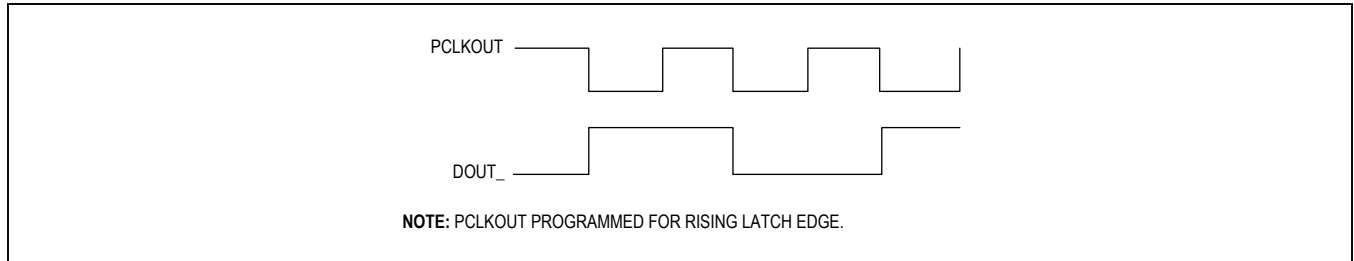 PCLKOUT
DOUT_
NOTE: PCLKOUT PROGRAMMED FOR RISING LATCH EDGE.